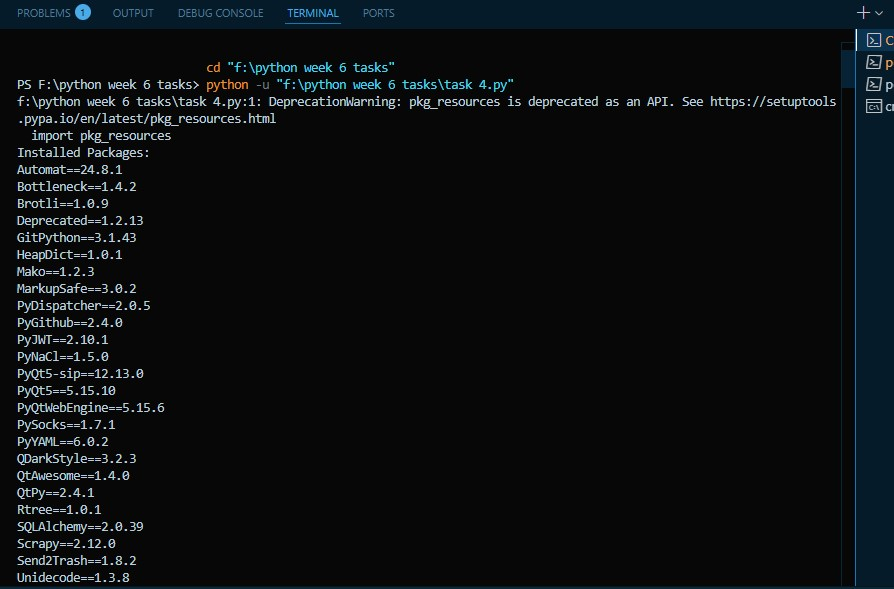 PROBLEMS 1 OUTPUT DEBUG CONSOLE TERMINAL PORTS
cd "f:\python week 6 tasks"
PS F:\python week 6 tasks> python -u "f:\python week 6 tasks\task 4.py"
f:\python week 6 tasks\task 4.py:1: DeprecationWarning: pkg_resources is deprecated as an API. See https://setuptools
.pypa.io/en/latest/pkg_resources.html
import pkg_resources
Installed Packages:
Automat==24.8.1
Bottleneck==1.4.2
Brotli==1.0.9
Deprecated==1.2.13
GitPython==3.1.43
HeapDict==1.0.1
Mako==1.2.3
MarkupSafe==3.0.2
PyDispatcher==2.0.5
PyGithub==2.4.0
PyJWT==2.10.1
PyNaCl==1.5.0
PyQt5-sip==12.13.0
PyQt5==5.15.10
PyQtWebEngine==5.15.6
PySocks==1.7.1
PyYAML==6.0.2
QDarkStyle==3.2.3
QtAwesome==1.4.0
QtPy==2.4.1
Rtree==1.0.1
SQLAlchemy==2.0.39
Scrapy==2.12.0
Send2Trash==1.8.2
Unidecode==1.3.8